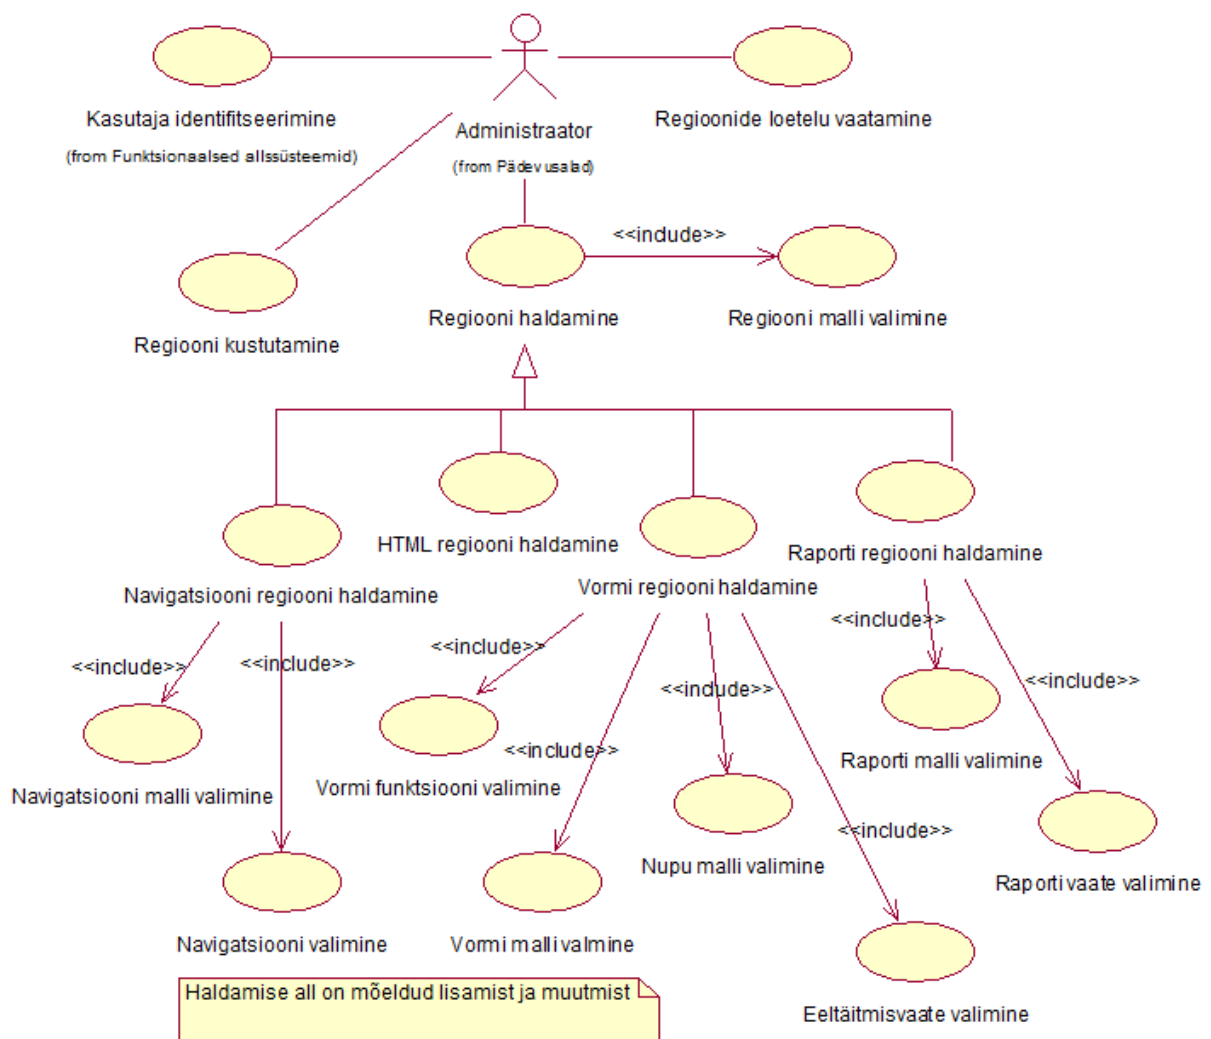 Kasutaja identifitseerimine
(from Funktsionaalsed allssüsteemid)
Administraator
(from Pädevusalad)
Regioonide loetelu vaatamine
Regiooni kustutamine
Regiooni haldamine
<<include>>
Regiooni malli valimine
Navigatsiooni regiooni haldamine
HTML regiooni haldamine
Vormi regiooni haldamine
Raporti regiooni haldamine
<<include>>
<<include>>
<<include>>
<<include>>
<<include>>
<<include>>
<<include>>
<<include>>
Navigatsiooni malli valimine
Vormi funktsiooni valimine
Raporti malli valimine
Nupu malli valimine
Raporti vaate valimine
Navigatsiooni valimine
Vormi malli valmine
Eeltäitmisvaate valimine
Haldamise all on mõeldud lisamist ja muutmist